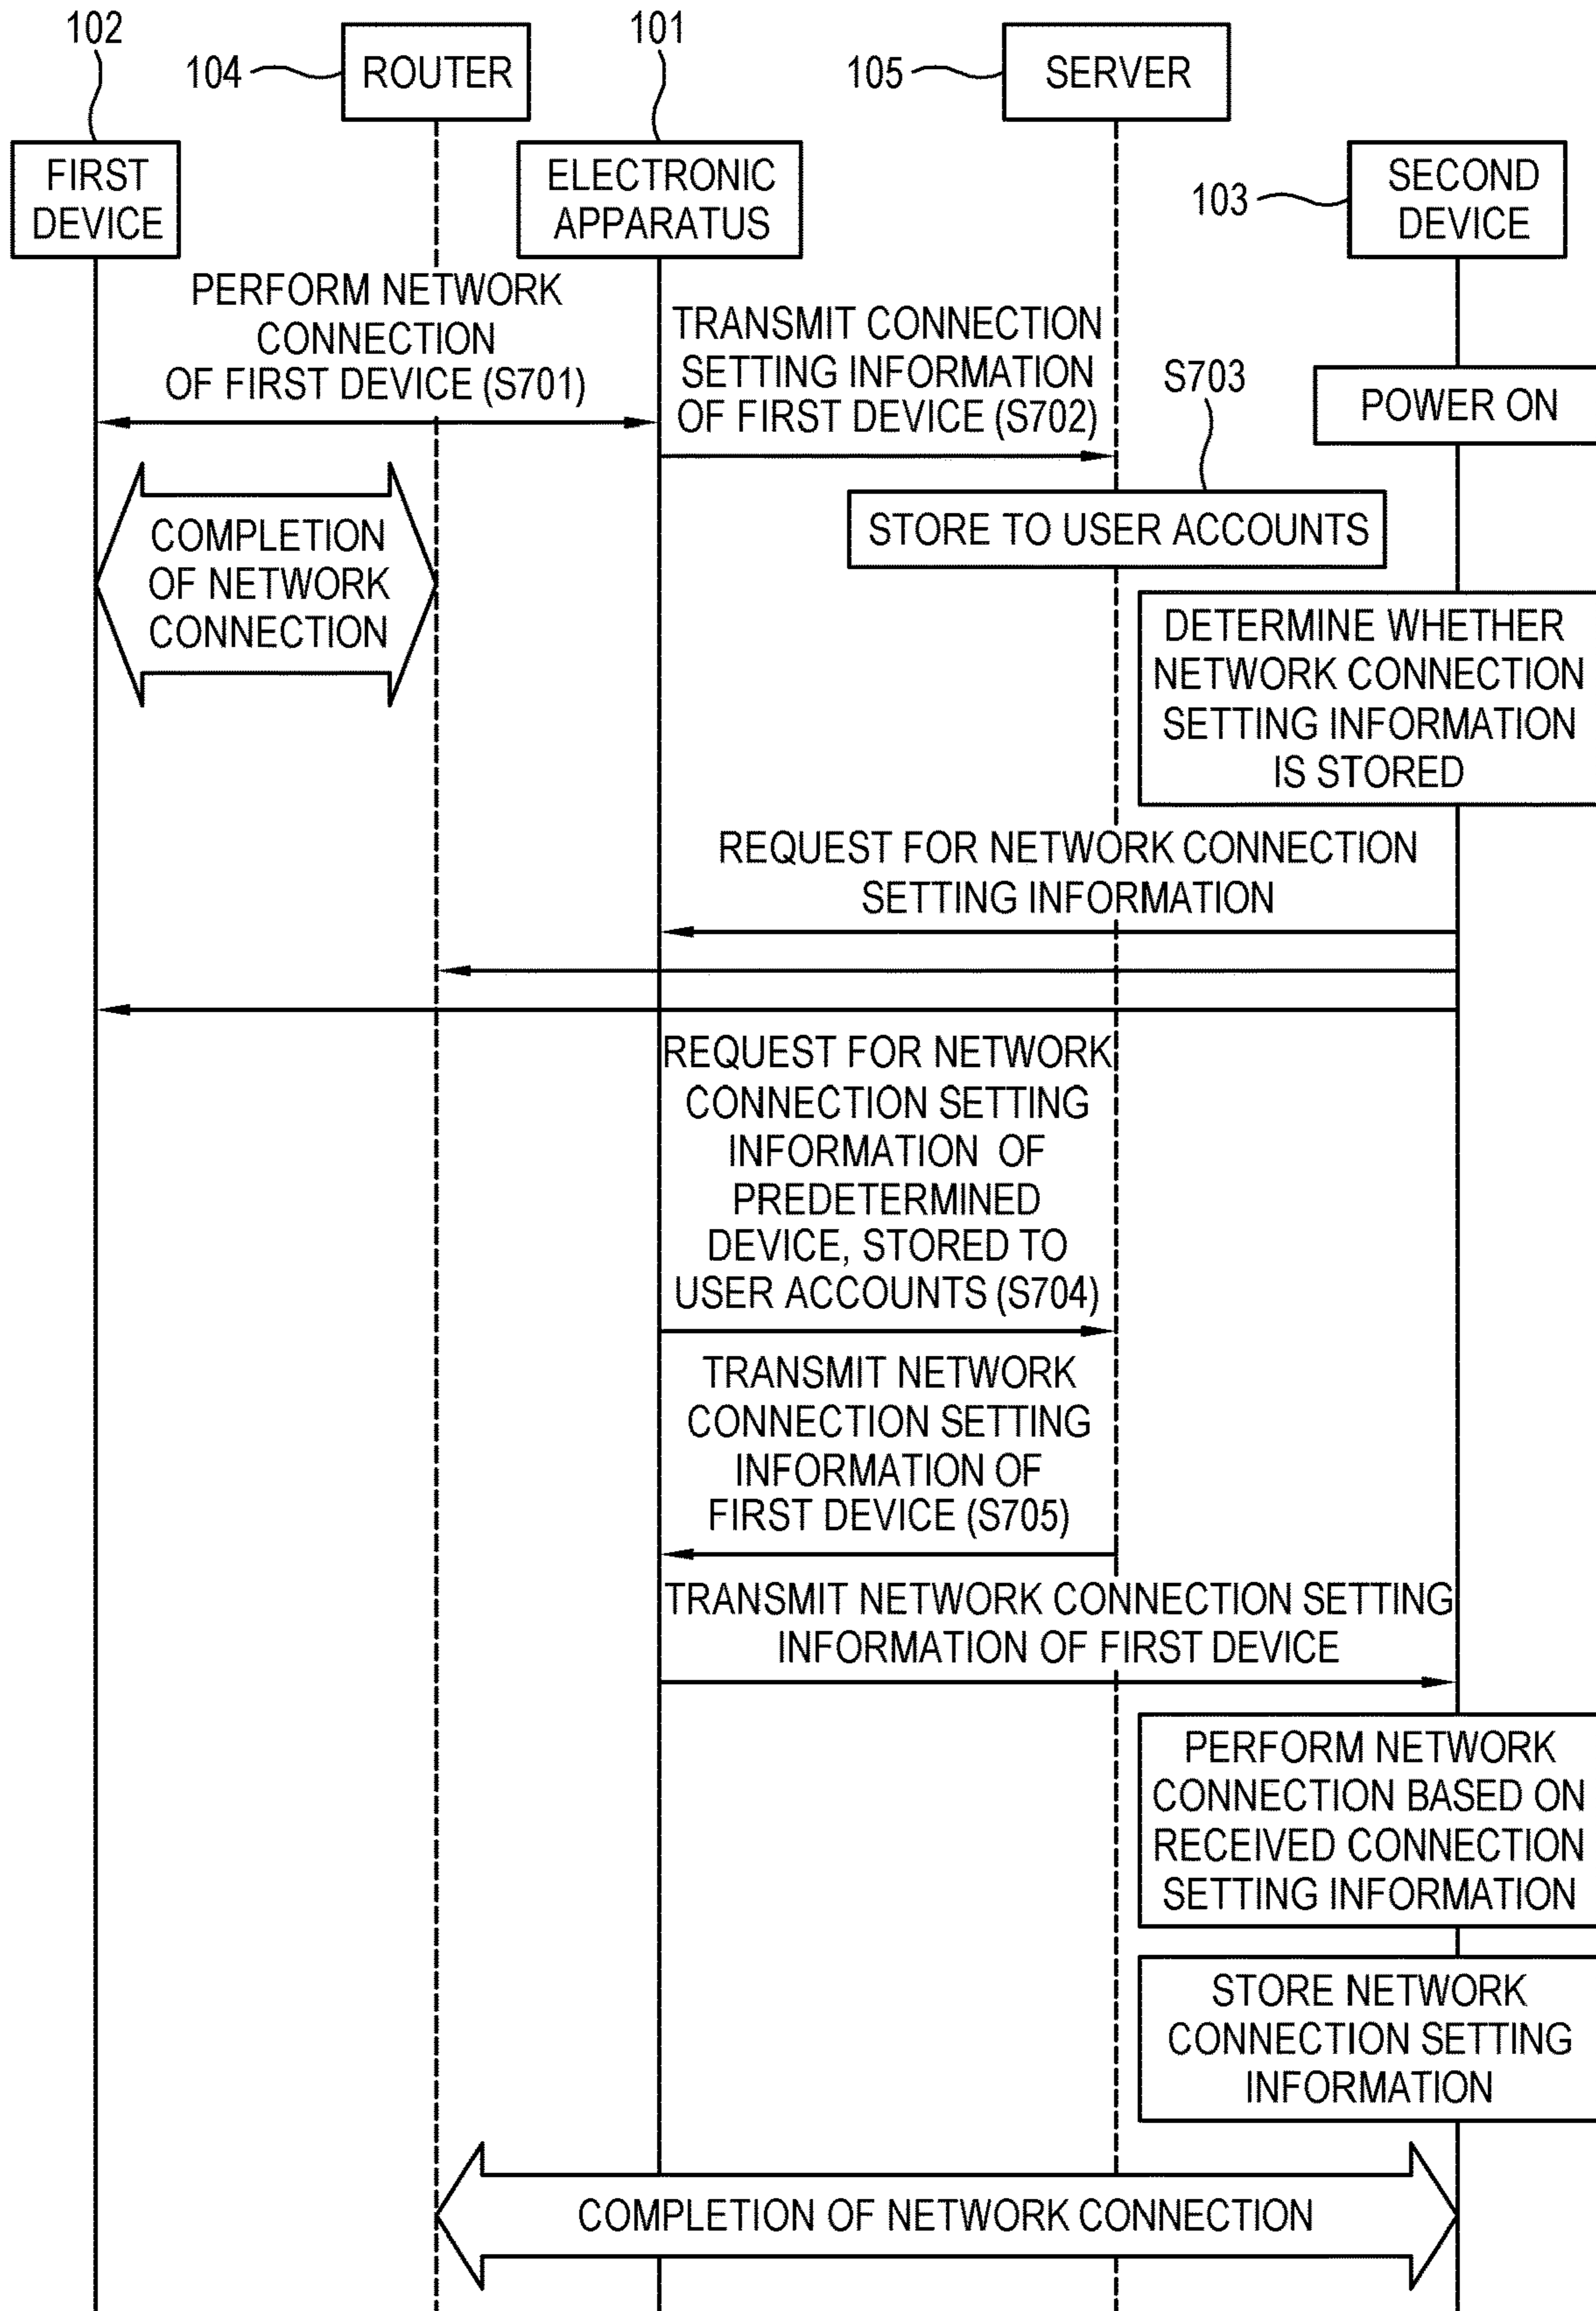 102
104
ROUTER
101
105
SERVER
FIRST
DEVICE
ELECTRONIC
APPARATUS
103
SECOND
DEVICE
PERFORM NETWORK
CONNECTION
OF FIRST DEVICE (S701)
TRANSMIT CONNECTION
SETTING INFORMATION
OF FIRST DEVICE (S702)
S703
POWER ON
STORE TO USER ACCOUNTS
COMPLETION
OF NETWORK
CONNECTION
DETERMINE WHETHER
NETWORK CONNECTION
SETTING INFORMATION
IS STORED
REQUEST FOR NETWORK CONNECTION
SETTING INFORMATION
REQUEST FOR NETWORK
CONNECTION SETTING
INFORMATION OF
PREDETERMINED
DEVICE, STORED TO
USER ACCOUNTS (S704)
TRANSMIT NETWORK
CONNECTION SETTING
INFORMATION OF
FIRST DEVICE (S705)
TRANSMIT NETWORK CONNECTION SETTING
INFORMATION OF FIRST DEVICE
PERFORM NETWORK
CONNECTION BASED ON
RECEIVED CONNECTION
SETTING INFORMATION
STORE NETWORK
CONNECTION SETTING
INFORMATION
COMPLETION OF NETWORK CONNECTION